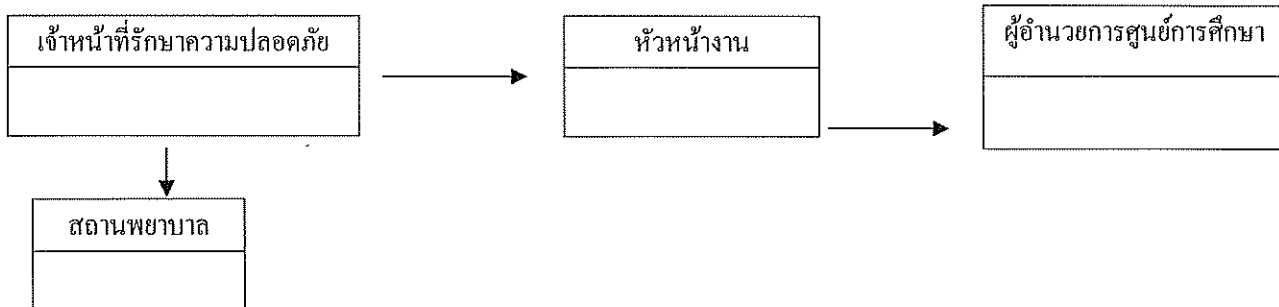 เจ้าหน้าที่รักษาความปลอดภัย
หัวหน้างาน
ผู้อำนวยการศูนย์การศึกษา
สถานพยาบาล